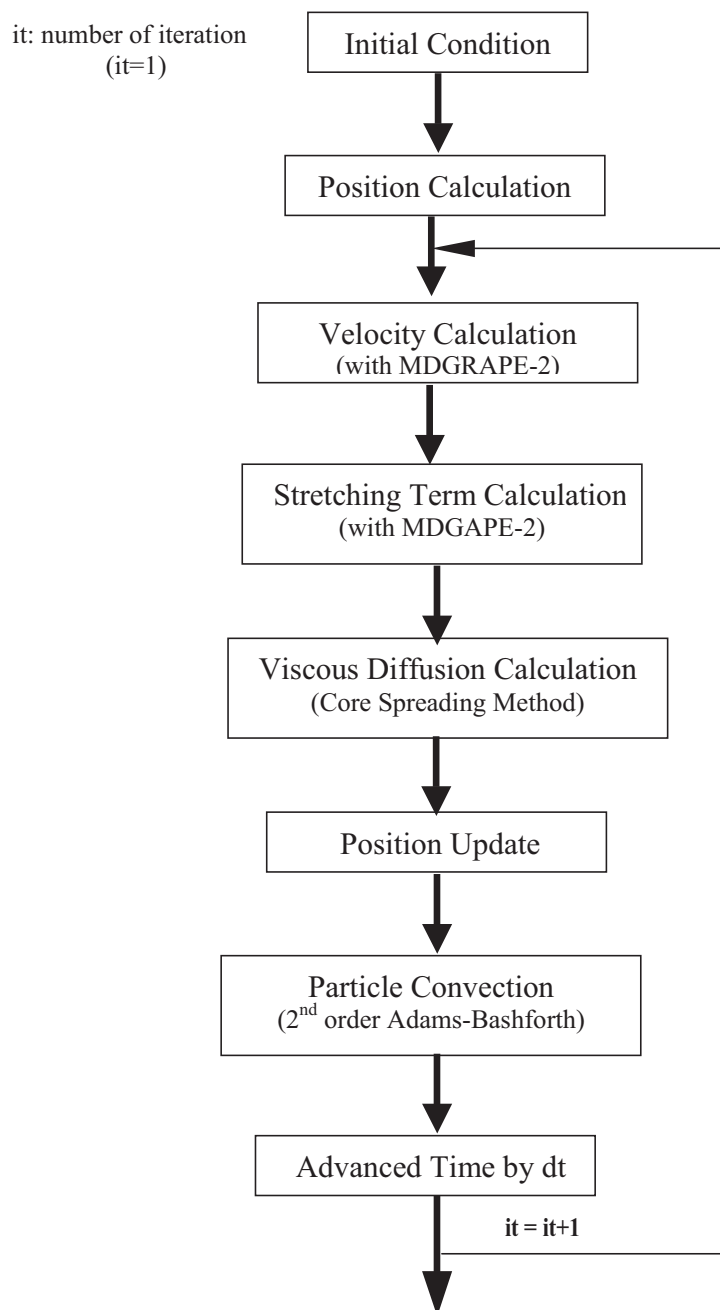 it: number of iteration
(it=1)
Initial Condition
Position Calculation
Velocity Calculation
(with MDGRAPE-2)
Stretching Term Calculation
(with MDGAPE-2)
Viscous Diffusion Calculation
(Core Spreading Method)
Position Update
Particle Convection
(2nd order Adams-Bashforth)
Advanced Time by dt
it = it+1